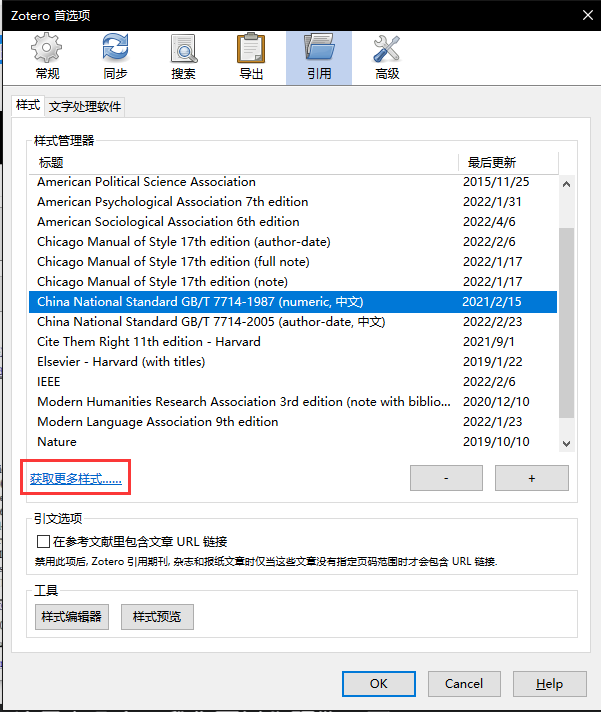 Zotero 首选项
常规 同步 搜索 导出 引用 高级
样式 文字处理软件
样式管理器
标题 最后更新
American Political Science Association 2015/11/25
American Psychological Association 7th edition 2022/1/31
American Sociological Association 6th edition 2022/4/6
Chicago Manual of Style 17th edition (author-date) 2022/2/6
Chicago Manual of Style 17th edition (full note) 2022/1/17
Chicago Manual of Style 17th edition (note) 2022/1/17
China National Standard GB/T 7714-1987 (numeric, 中文) 2021/2/15
China National Standard GB/T 7714-2005 (author-date, 中文) 2022/2/23
Cite Them Right 11th edition - Harvard 2021/9/1
Elsevier - Harvard (with titles) 2019/1/22
IEEE 2022/2/6
Modern Humanities Research Association 3rd edition (note with biblio... 2020/12/10
Modern Language Association 9th edition 2022/1/23
Nature 2019/10/10
获取更多样式...... - +
引文选项
在参考文献里包含文章 URL 链接
禁用此项后, Zotero 引用期刊, 杂志和报纸文章时仅当这些文章没有指定页码范围时才会包含 URL 链接.
工具
样式编辑器 样式预览
OK Cancel Help